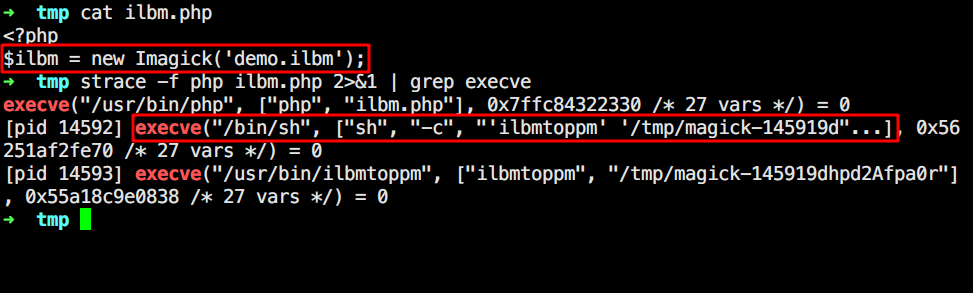 → tmp cat ilbm.php
<?php
$ilbm = new Imagick('demo.ilbm');
→ tmp strace -f php ilbm.php 2>&1 | grep execve
execve("/usr/bin/php", ["php", "ilbm.php"], 0x7ffc84322330 /* 27 vars */) = 0
[pid 14592] execve("/bin/sh", ["sh", "-c", "'ilbmtoppm' '/tmp/magick-145919d"...], 0x56
251af2fe70 /* 27 vars */) = 0
[pid 14593] execve("/usr/bin/ilbmtoppm", ["ilbmtoppm", "/tmp/magick-145919dhpd2Afpa0r"]
, 0x55a18c9e0838 /* 27 vars */) = 0
→ tmp